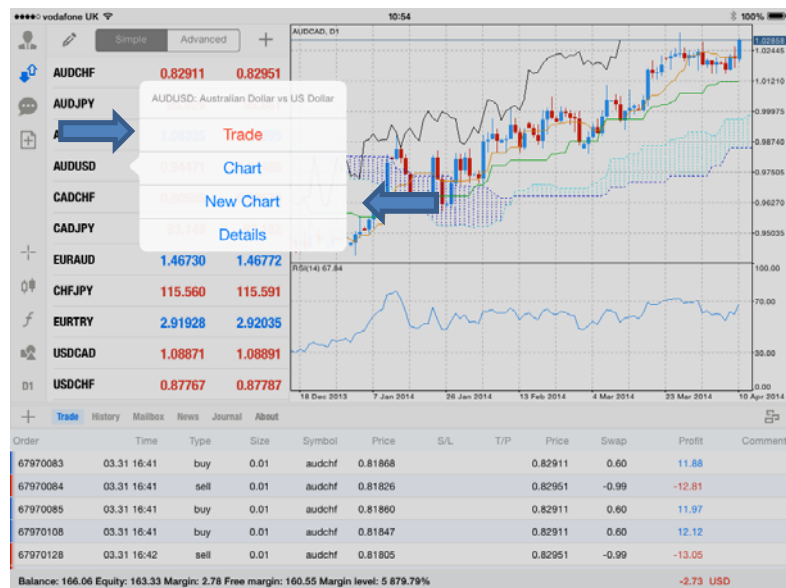 vodafone UK 10:54 100%
Simple Advanced
AUDCHF 0.82911 0.82951
AUDJPY
AUDUSD
CADCHF
CADJPY
EURAUD 1.46730 1.46772
CHFJPY 115.560 115.591
EURTRY 2.91928 2.92035
USDCAD 1.08871 1.08891
USDCHF 0.87767 0.87787
D1
AUDUSD: Australian Dollar vs US Dollar
Trade
Chart
New Chart
Details
AUDCAD, D1
1.02858
1.02445
1.01210
0.99975
0.98740
0.97505
0.96270
0.95035
RSI(14) 67.84
100.00
70.00
30.00
0.00
18 Dec 2013 7 Jan 2014 26 Jan 2014 13 Feb 2014 4 Mar 2014 23 Mar 2014 10 Apr 2014
Trade History Mailbox News Journal About
Order Time Type Size Symbol Price S/L T/P Price Swap Profit Comment
67970083 03.31 16:41 buy 0.01 audchf 0.81868 0.82911 0.60 11.88
67970084 03.31 16:41 sell 0.01 audchf 0.81826 0.82951 -0.99 -12.81
67970085 03.31 16:41 buy 0.01 audchf 0.81860 0.82911 0.60 11.97
67970108 03.31 16:41 buy 0.01 audchf 0.81847 0.82911 0.60 12.12
67970128 03.31 16:42 sell 0.01 audchf 0.81805 0.82951 -0.99 -13.05
Balance: 166.06 Equity: 163.33 Margin: 2.78 Free margin: 160.55 Margin level: 5 879.79% -2.73 USD